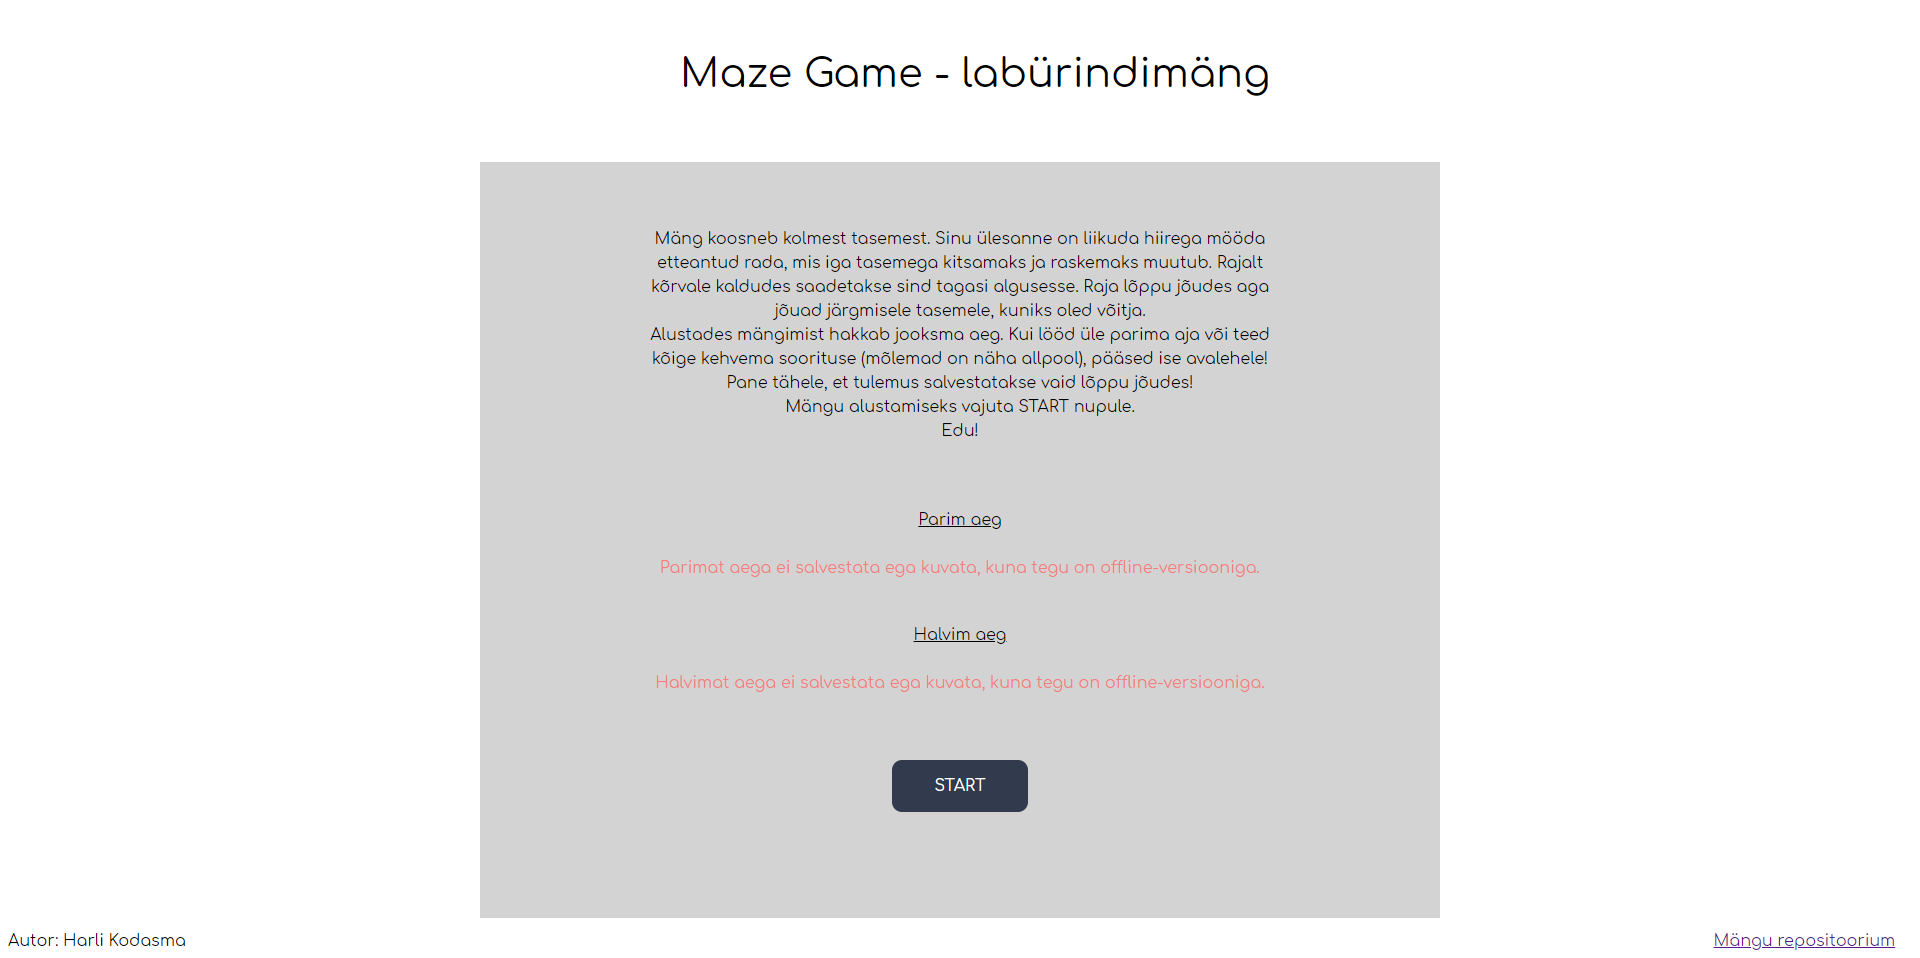 Maze Game - labürindimäng
Mäng koosneb kolmest tasemest. Sinu ülesanne on liikuda hiirega mööda
etteantud rada, mis iga tasemega kitsamaks ja raskemaks muutub. Rajalt
kõrvale kaldudes saadetakse sind tagasi algusesse. Raja lõppu jõudes aga
jõuad järgmisele tasemele, kuniks oled võitja.
Alustades mängimist hakkab jooksma aeg. Kui lööd üle parima aja või teed
kõige kehvema soorituse (mõlemad on näha allpool), pääsed ise avalehele!
Pane tähele, et tulemus salvestatakse vaid lõppu jõudes!
Mängu alustamiseks vajuta START nupule.
Edu!
Parim aeg
Parimat aega ei salvestata ega kuvata, kuna tegu on offline-versiooniga.
Halvim aeg
Halvimat aega ei salvestata ega kuvata, kuna tegu on offline-versiooniga.
START
Autor: Harli Kodasma
Mängu repositoorium